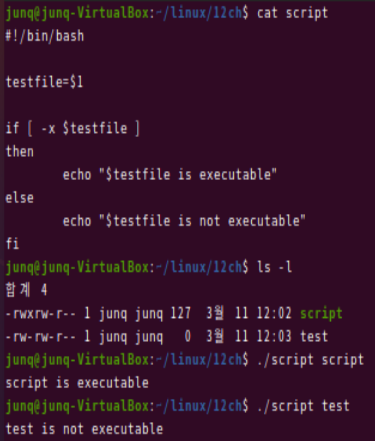 junq@junq-VirtualBox:~/linux/12ch$ cat script
#!/bin/bash
testfile=$1
if [ -x $testfile ]
then
echo "$testfile is executable"
else
echo "$testfile is not executable"
fi
junq@junq-VirtualBox:~/linux/12ch$ ls -l
합계 4
-rwxrw-r-- 1 junq junq 127  3월 11 12:02 script
-rw-rw-r-- 1 junq junq   0  3월 11 12:03 test
junq@junq-VirtualBox:~/linux/12ch$ ./script script
script is executable
junq@junq-VirtualBox:~/linux/12ch$ ./script test
test is not executable